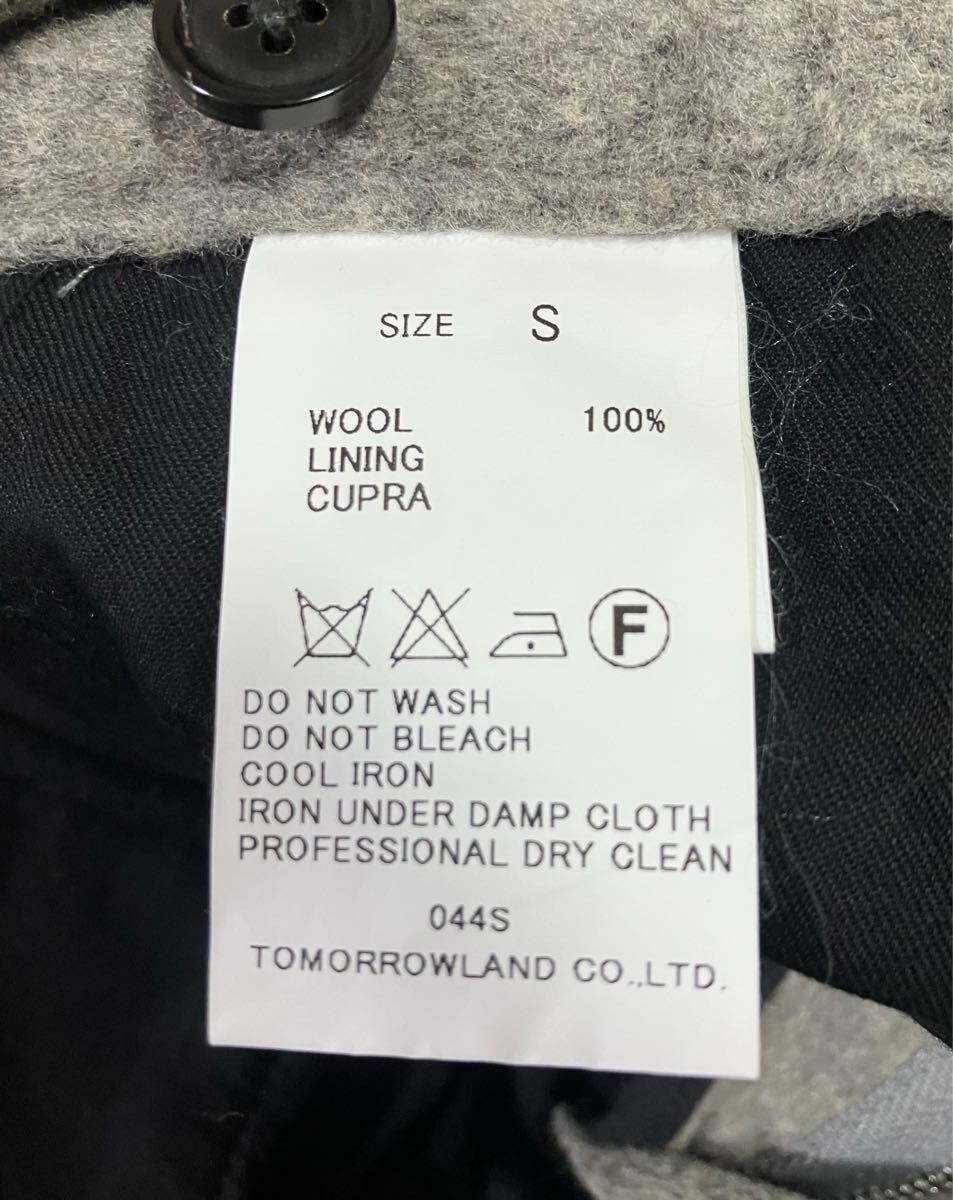 SIZE S
WOOL 100%
LINING
CUPRA
F
DO NOT WASH
DO NOT BLEACH
COOL IRON
IRON UNDER DAMP CLOTH
PROFESSIONAL DRY CLEAN
044S
TOMORROWLAND CO.,LTD.